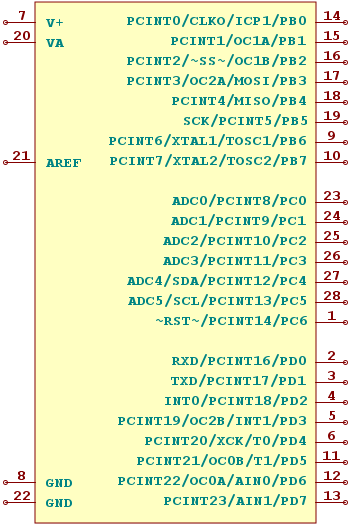 7 V+ PCINT0/CLKO/ICP1/PB0 14
20 VA PCINT1/OC1A/PB1 15
PCINT2/~SS~/OC1B/PB2 16
PCINT3/OC2A/MOSI/PB3 17
PCINT4/MISO/PB4 18
SCK/PCINT5/PB5 19
PCINT6/XTAL1/TOSC1/PB6 9
21 AREF PCINT7/XTAL2/TOSC2/PB7 10
ADC0/PCINT8/PC0 23
ADC1/PCINT9/PC1 24
ADC2/PCINT10/PC2 25
ADC3/PCINT11/PC3 26
ADC4/SDA/PCINT12/PC4 27
ADC5/SCL/PCINT13/PC5 28
~RST~/PCINT14/PC6 1
RXD/PCINT16/PD0 2
TXD/PCINT17/PD1 3
INT0/PCINT18/PD2 4
PCINT19/OC2B/INT1/PD3 5
PCINT20/XCK/T0/PD4 6
PCINT21/OC0B/T1/PD5 11
8 GND PCINT22/OC0A/AIN0/PD6 12
22 GND PCINT23/AIN1/PD7 13